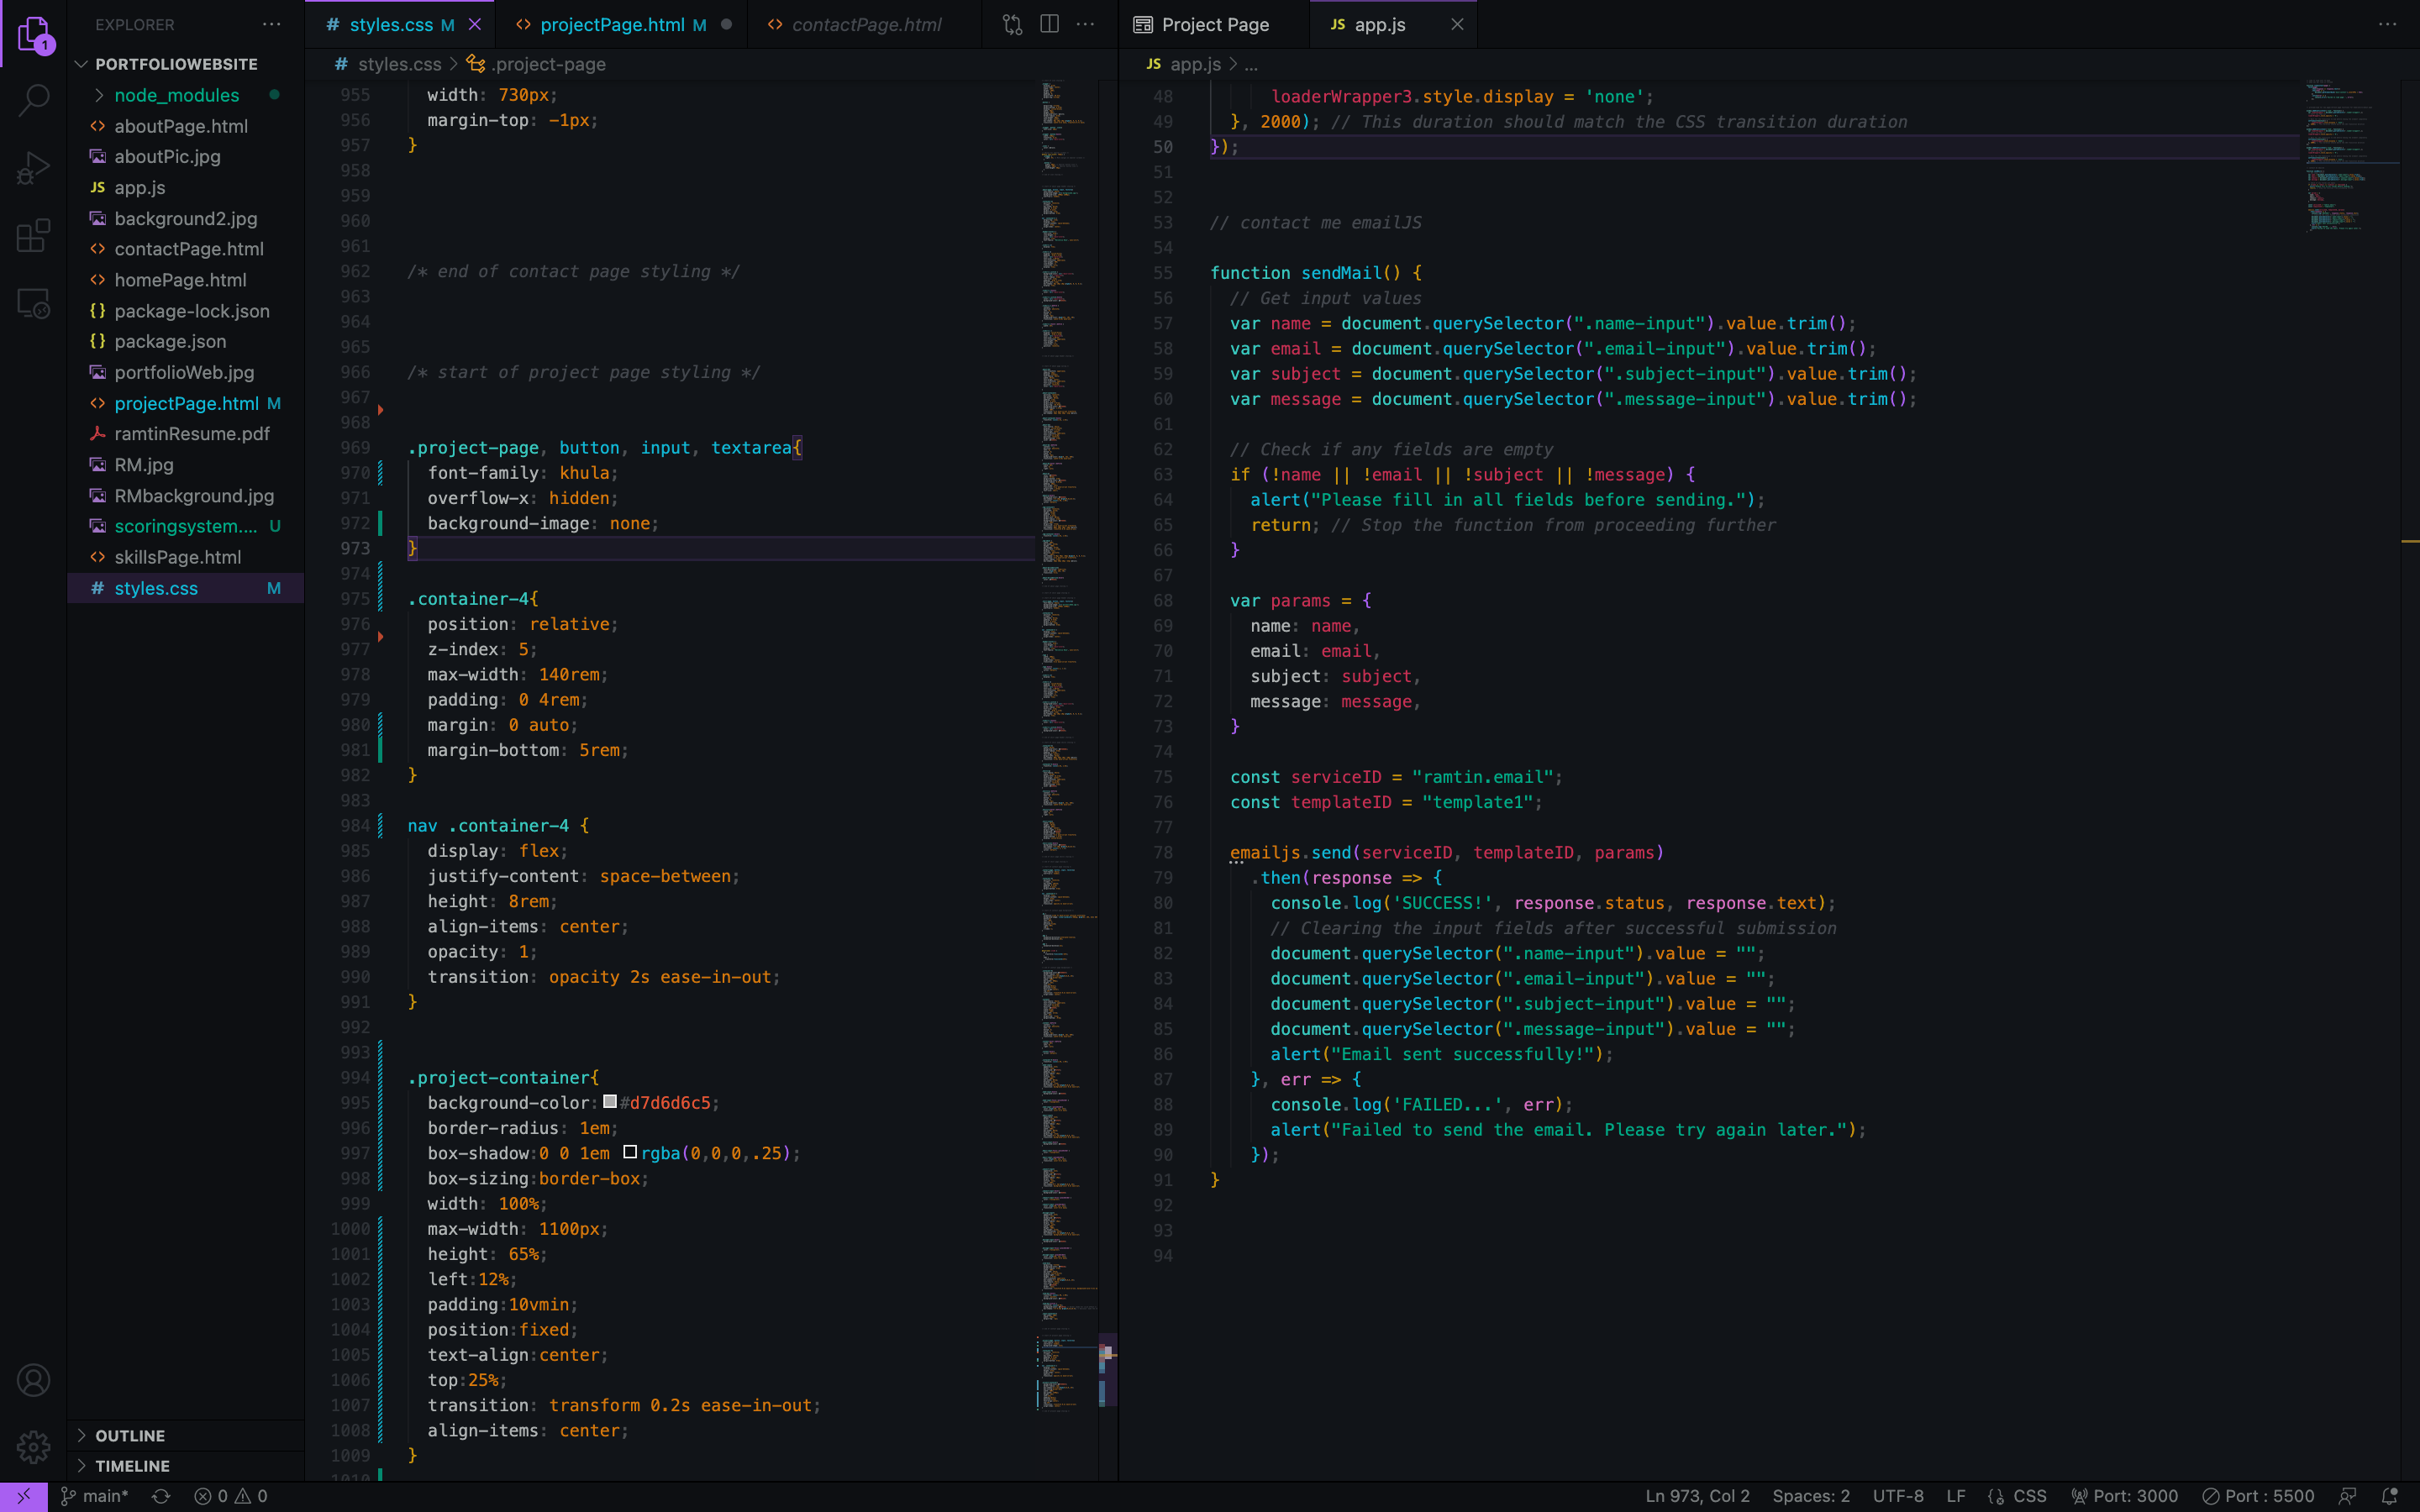 EXPLORER
PORTFOLIOWEBSITE
node_modules
aboutPage.html
aboutPic.jpg
JS app.js
background2.jpg
contactPage.html
homePage.html
{} package-lock.json
{} package.json
portfolioWeb.jpg
projectPage.html M
ramtinResume.pdf
RM.jpg
RMbackground.jpg
scoringsystem.... U
skillsPage.html
# styles.css M
OUTLINE
TIMELINE
1
# styles.css M
projectPage.html M
contactPage.html
# styles.css > .project-page
955 width: 730px;
956 margin-top: -1px;
957 }
958
959
960
961
962 /* end of contact page styling */
963
964
965
966 /* start of project page styling */
967
968
969 .project-page, button, input, textarea{
970 font-family: khula;
971 overflow-x: hidden;
972 background-image: none;
973 }
974
975 .container-4{
976 position: relative;
977 z-index: 5;
978 max-width: 140rem;
979 padding: 0 4rem;
980 margin: 0 auto;
981 margin-bottom: 5rem;
982 }
983
984 nav .container-4 {
985 display: flex;
986 justify-content: space-between;
987 height: 8rem;
988 align-items: center;
989 opacity: 1;
990 transition: opacity 2s ease-in-out;
991 }
992
993
994 .project-container{
995 background-color: #d7d6d6c5;
996 border-radius: 1em;
997 box-shadow:0 0 1em rgba(0,0,0,.25);
998 box-sizing:border-box;
999 width: 100%;
1000 max-width: 1100px;
1001 height: 65%;
1002 left:12%;
1003 padding:10vmin;
1004 position:fixed;
1005 text-align:center;
1006 top:25%;
1007 transition: transform 0.2s ease-in-out;
1008 align-items: center;
1009 }
1010
Project Page
JS app.js
JS app.js > ...
48 loaderWrapper3.style.display = 'none';
49 }, 2000); // This duration should match the CSS transition duration
50 });
51
52
53 // contact me emailJS
54
55 function sendMail() {
56 // Get input values
57 var name = document.querySelector(".name-input").value.trim();
58 var email = document.querySelector(".email-input").value.trim();
59 var subject = document.querySelector(".subject-input").value.trim();
60 var message = document.querySelector(".message-input").value.trim();
61
62 // Check if any fields are empty
63 if (!name || !email || !subject || !message) {
64 alert("Please fill in all fields before sending.");
65 return; // Stop the function from proceeding further
66 }
67
68 var params = {
69 name: name,
70 email: email,
71 subject: subject,
72 message: message,
73 }
74
75 const serviceID = "ramtin.email";
76 const templateID = "template1";
77
78 emailjs.send(serviceID, templateID, params)
79 .then(response => {
80 console.log('SUCCESS!', response.status, response.text);
81 // Clearing the input fields after successful submission
82 document.querySelector(".name-input").value = "";
83 document.querySelector(".email-input").value = "";
84 document.querySelector(".subject-input").value = "";
85 document.querySelector(".message-input").value = "";
86 alert("Email sent successfully!");
87 }, err => {
88 console.log('FAILED...', err);
89 alert("Failed to send the email. Please try again later.");
90 });
91 }
92
93
94
main* 0 0 Ln 973, Col 2 Spaces: 2 UTF-8 LF {} CSS Port: 3000 Port : 5500